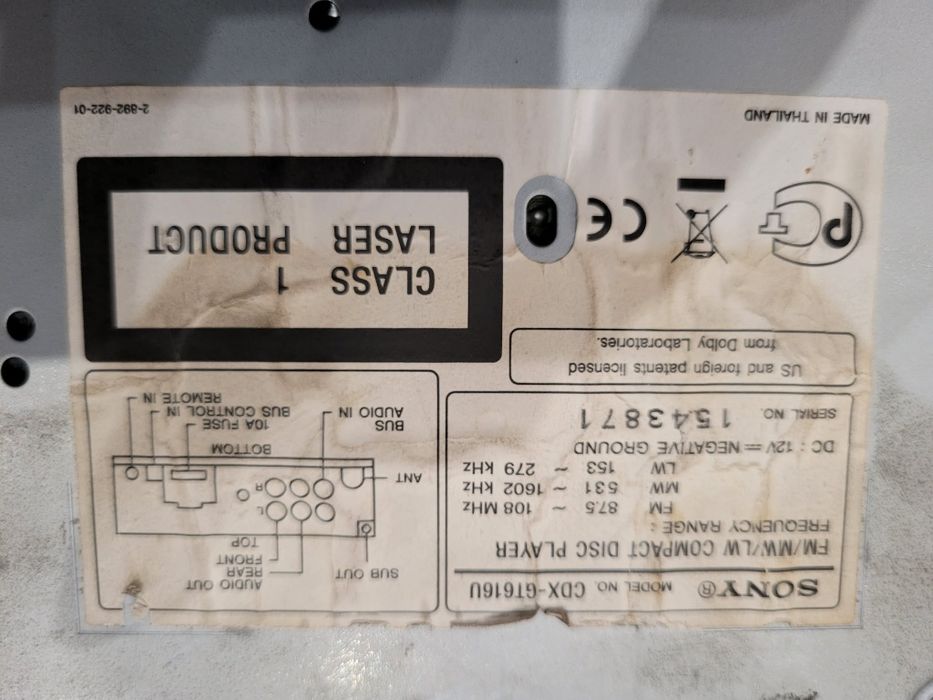 SONY® MODEL NO. CDX-GT616U
FM/MW/LW COMPACT DISC PLAYER
FREQUENCY RANGE :
FM 87.5 ~ 108 MHz
MW 531 ~ 1602 kHz
LW 153 ~ 279 kHz
DC : 12V ⎓ NEGATIVE GROUND
SERIAL NO. 1543871
SUB OUT
AUDIO OUT
REAR
FRONT
TOP
ANT
L
R
BOTTOM
BUS
AUDIO IN
10A FUSE
BUS CONTROL IN
REMOTE IN
US and foreign patents licensed
from Dolby Laboratories.
CLASS 1
LASER PRODUCT
PCT
CE
MADE IN THAILAND
2-892-922-01